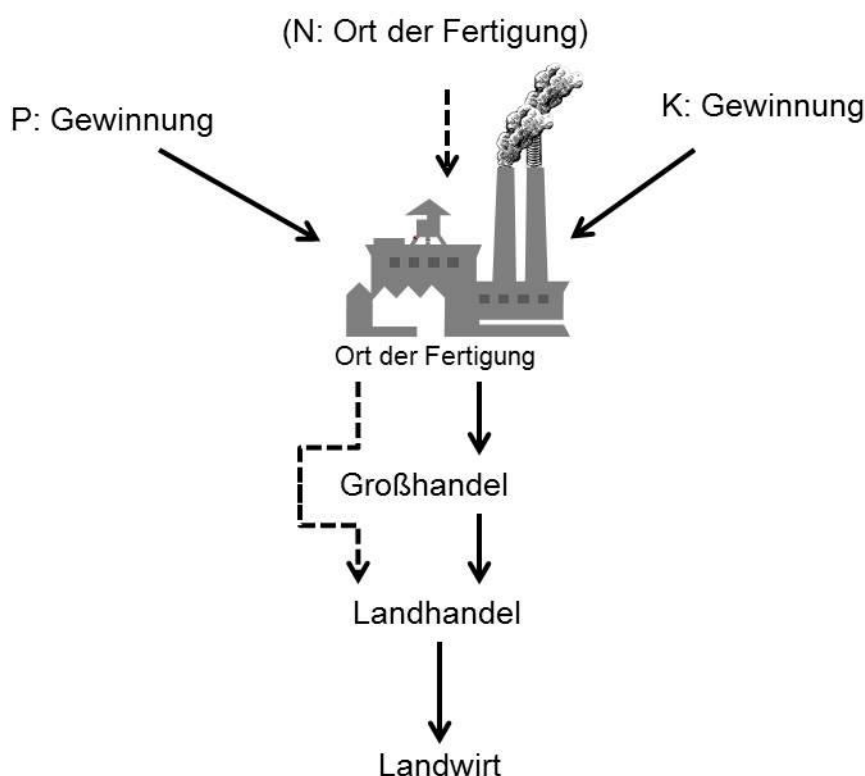 (N: Ort der Fertigung)
P: Gewinnung
K: Gewinnung
Ort der Fertigung
Großhandel
Landhandel
Landwirt